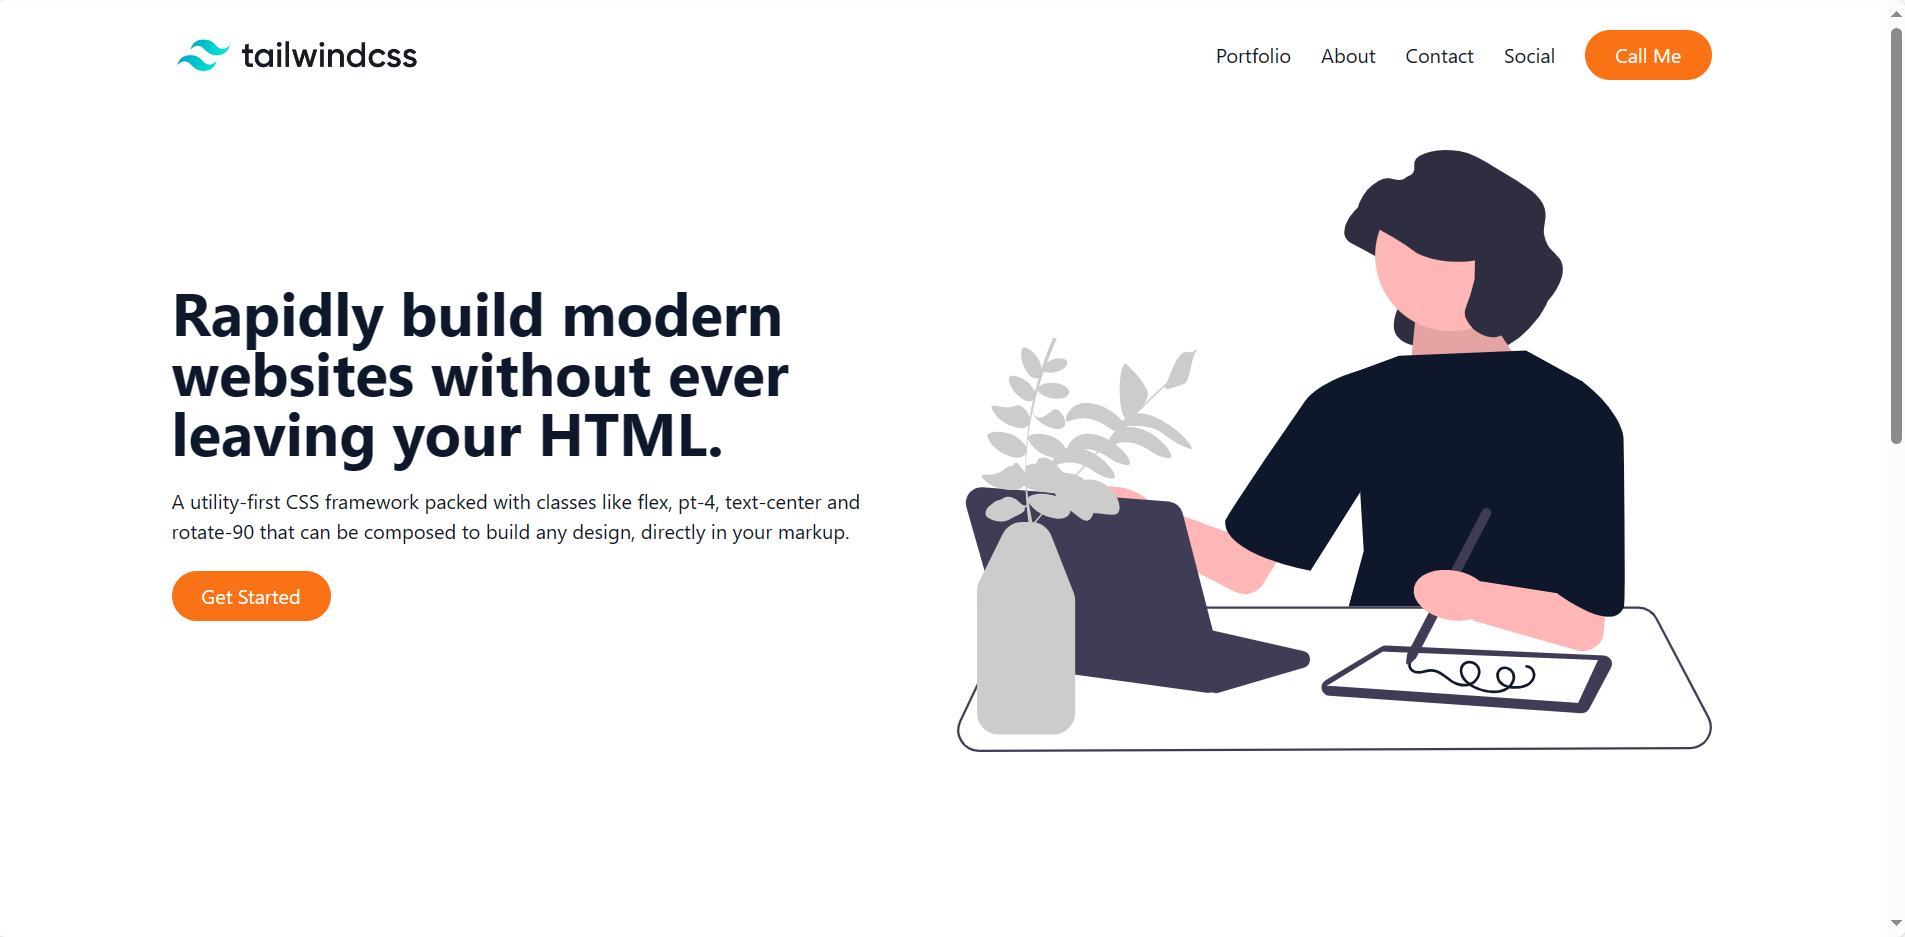 tailwindcss
Portfolio About Contact Social Call Me
Rapidly build modern
websites without ever
leaving your HTML.
A utility-first CSS framework packed with classes like flex, pt-4, text-center and
rotate-90 that can be composed to build any design, directly in your markup.
Get Started